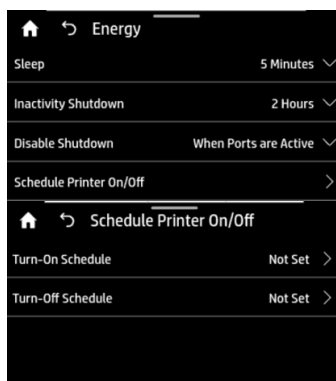 Energy
Sleep 5 Minutes
Inactivity Shutdown 2 Hours
Disable Shutdown When Ports are Active
Schedule Printer On/Off
Schedule Printer On/Off
Turn-On Schedule Not Set
Turn-Off Schedule Not Set